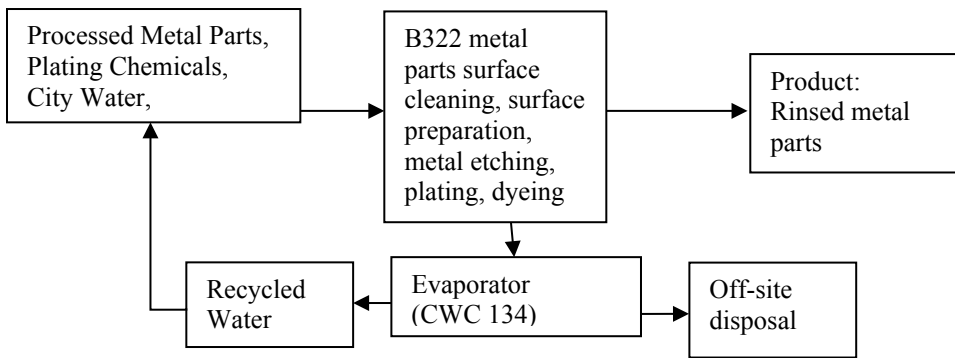 Processed Metal Parts,
Plating Chemicals,
City Water,
B322 metal
parts surface
cleaning, surface
preparation,
metal etching,
plating, dyeing
Product:
Rinsed metal
parts
Recycled
Water
Evaporator
(CWC 134)
Off-site
disposal